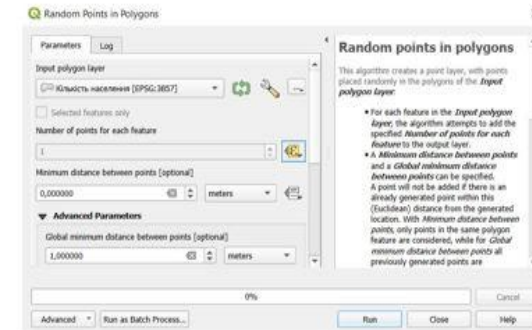 Random Points in Polygons
Parameters
Log
Input polygon layer
Кількість населення [EPSG:3857]
Selected features only
Number of points for each feature
1
Minimum distance between points [optional]
0,000000
meters
Advanced Parameters
Global minimum distance between points [optional]
1,000000
meters
Random points in polygons
This algorithm creates a point layer, with points
placed randomly in the polygons of the Input
polygon layer.
For each feature in the Input polygon
layer, the algorithm attempts to add the
specified Number of points for each
feature to the output layer.
A Minimum distance between points
and a Global minimum distance
between points can be specified.
A point will not be added if there is an
already generated point within this
(Euclidean) distance from the generated
location. With Minimum distance between
points, only points in the same polygon
feature are considered, while for Global
minimum distance between points all
previously generated points are
0%
Cancel
Advanced
Run as Batch Process...
Run
Close
Help